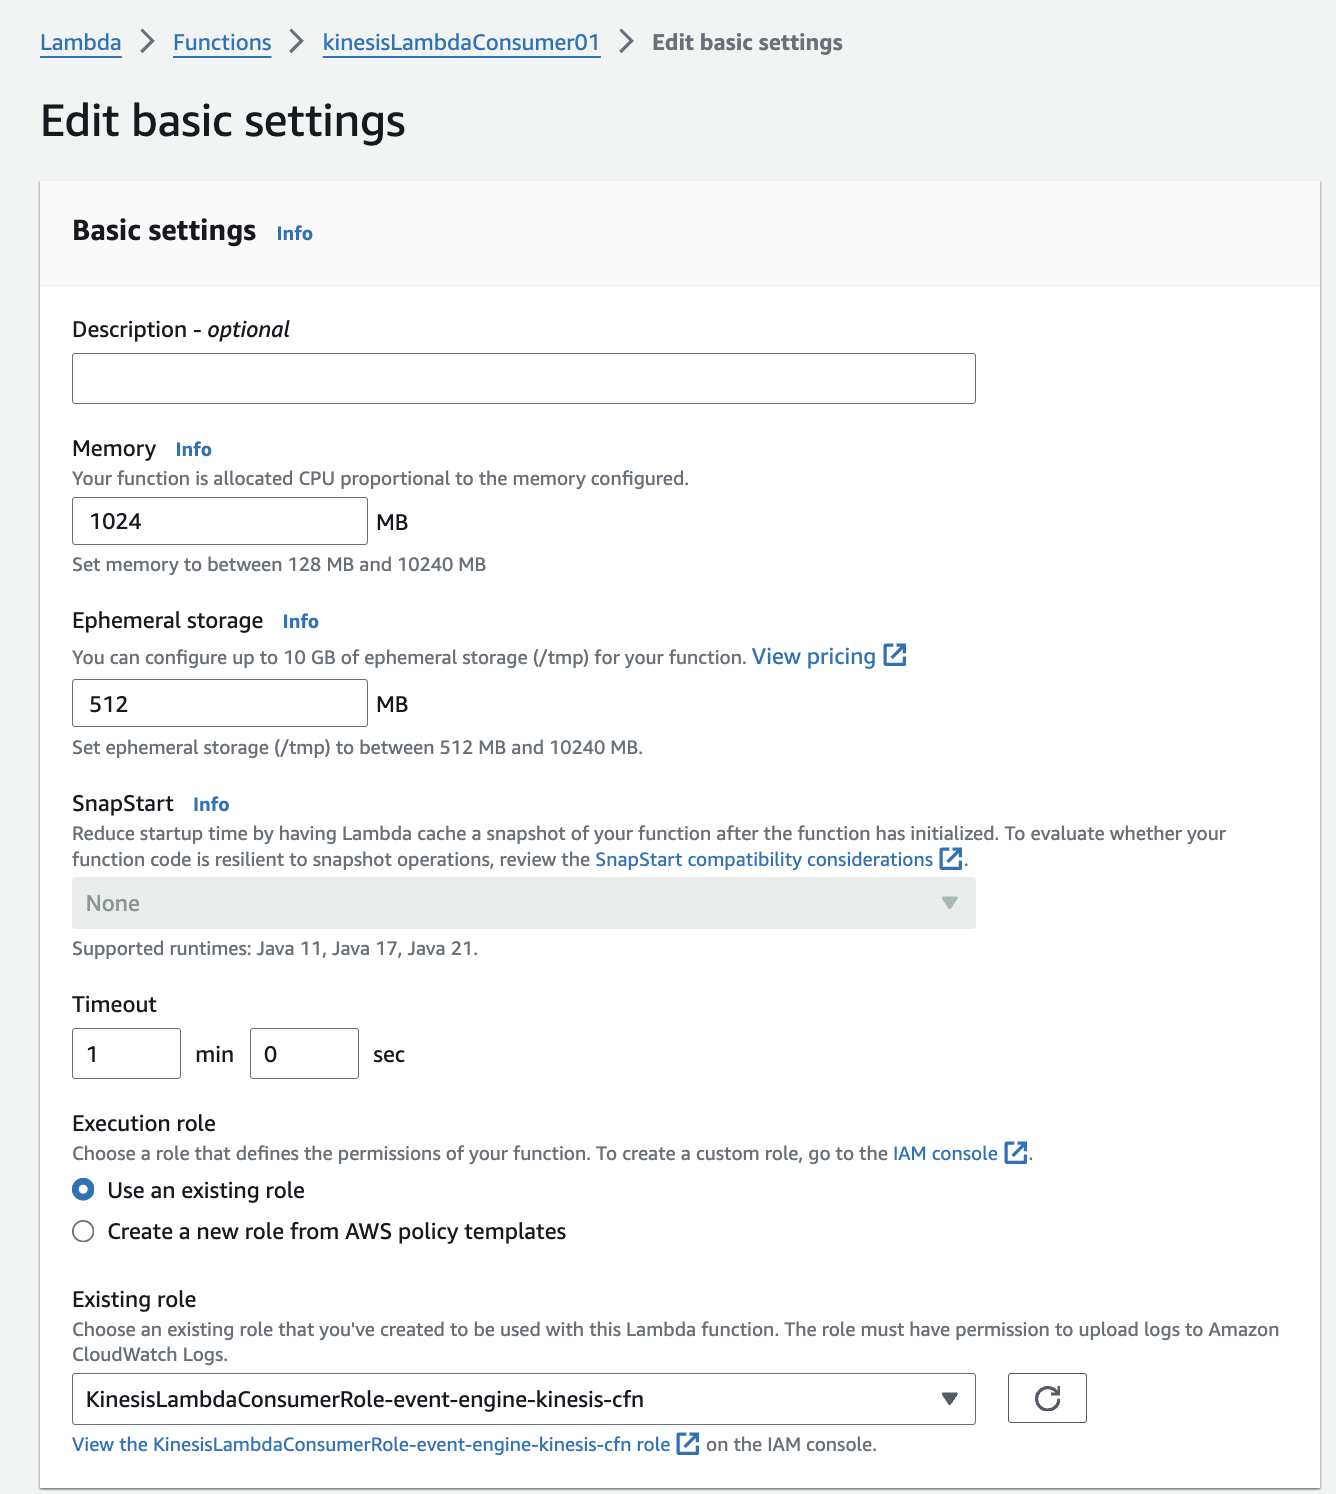 Lambda > Functions > kinesisLambdaConsumer01 > Edit basic settings
Edit basic settings
Basic settings Info
Description - optional
Memory Info
Your function is allocated CPU proportional to the memory configured.
1024 MB
Set memory to between 128 MB and 10240 MB
Ephemeral storage Info
You can configure up to 10 GB of ephemeral storage (/tmp) for your function. View pricing
512 MB
Set ephemeral storage (/tmp) to between 512 MB and 10240 MB.
SnapStart Info
Reduce startup time by having Lambda cache a snapshot of your function after the function has initialized. To evaluate whether your
function code is resilient to snapshot operations, review the SnapStart compatibility considerations.
None
Supported runtimes: Java 11, Java 17, Java 21.
Timeout
1 min 0 sec
Execution role
Choose a role that defines the permissions of your function. To create a custom role, go to the IAM console.
Use an existing role
Create a new role from AWS policy templates
Existing role
Choose an existing role that you've created to be used with this Lambda function. The role must have permission to upload logs to Amazon
CloudWatch Logs.
KinesisLambdaConsumerRole-event-engine-kinesis-cfn
View the KinesisLambdaConsumerRole-event-engine-kinesis-cfn role on the IAM console.